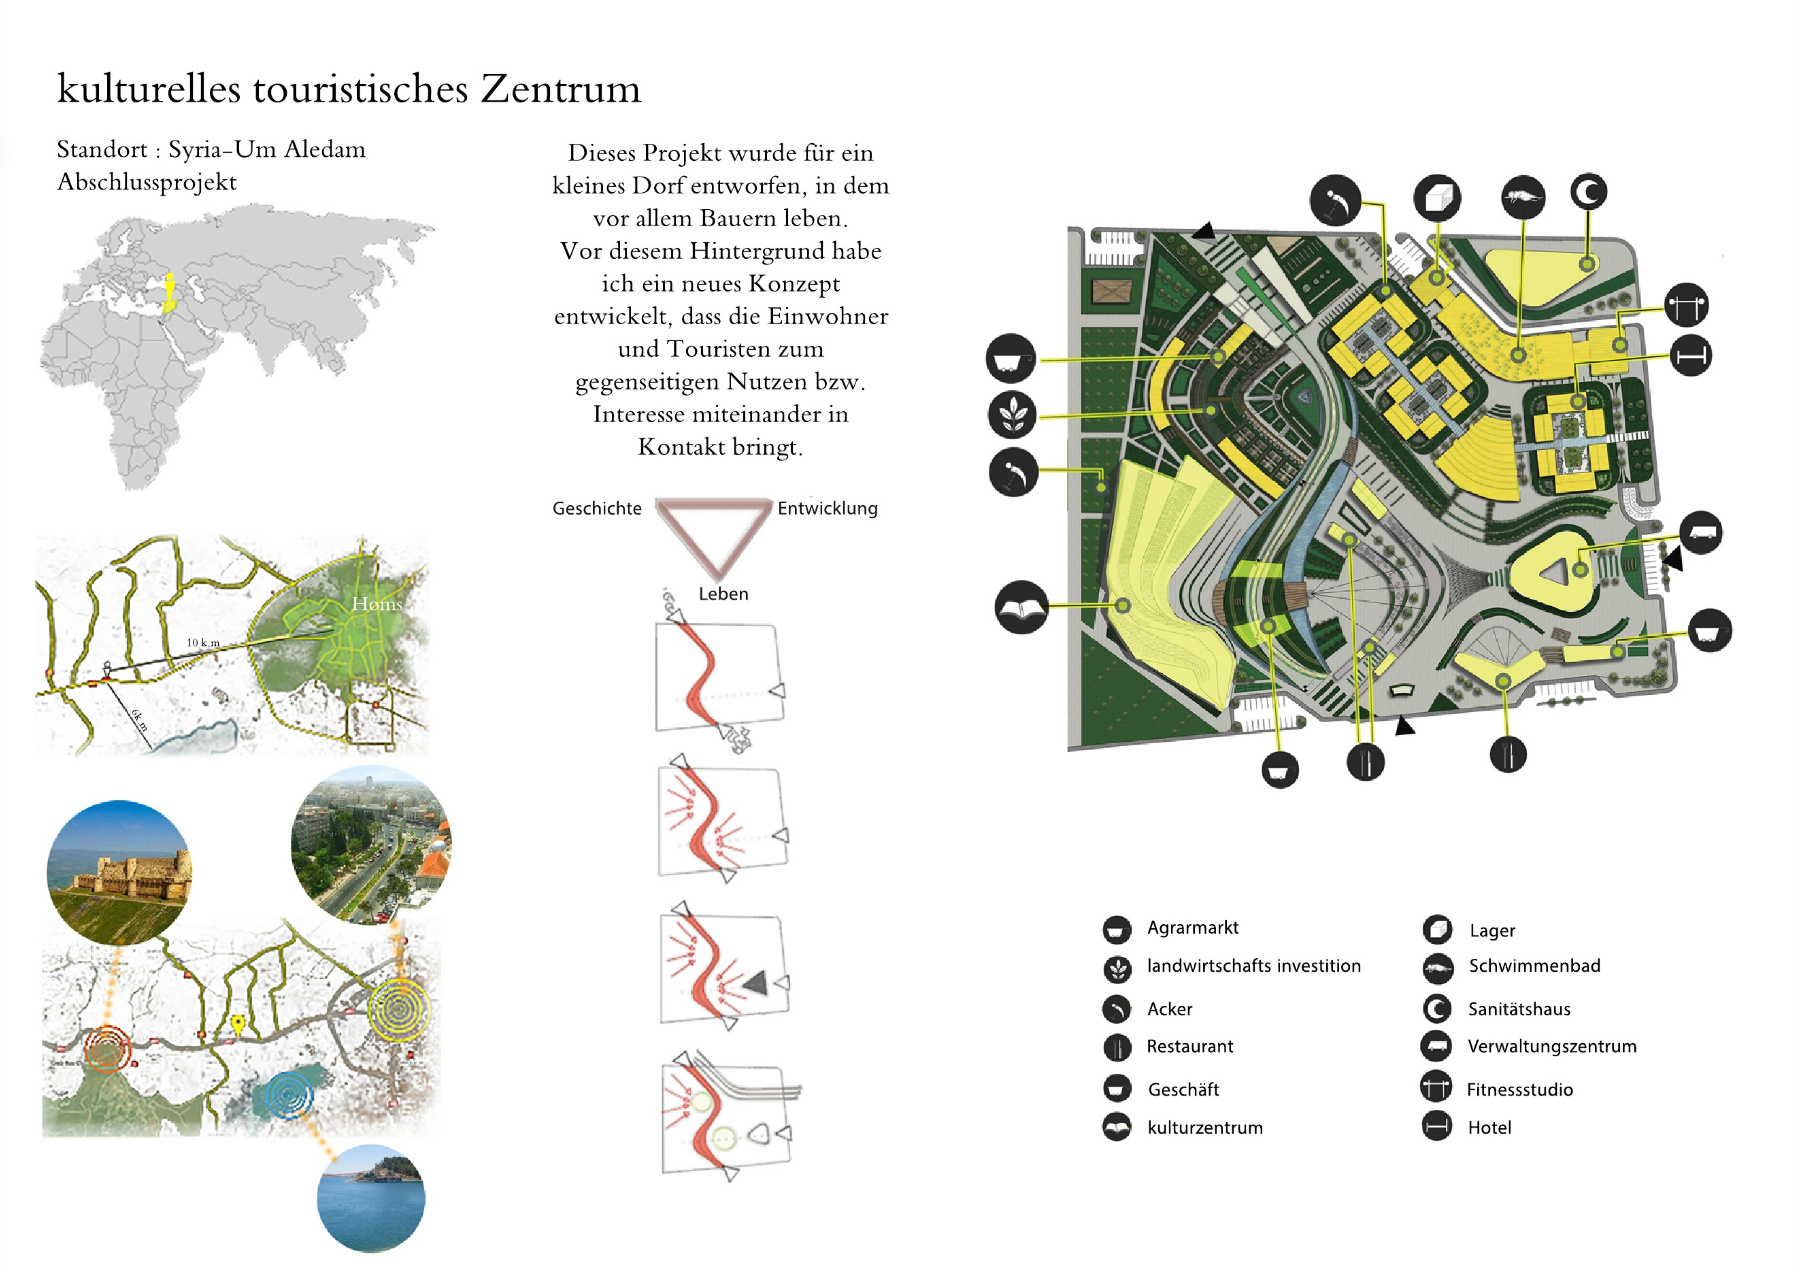 kulturelles touristisches Zentrum
Standort : Syria-Um Aledam
Abschlussprojekt
Dieses Projekt wurde für ein
kleines Dorf entworfen, in dem
vor allem Bauern leben.
Vor diesem Hintergrund habe
ich ein neues Konzept
entwickelt, dass die Einwohner
und Touristen zum
gegenseitigen Nutzen bzw.
Interesse miteinander in
Kontakt bringt.
Geschichte
Entwicklung
Leben
Homs
10 k.m
6k.m
Agrarmarkt
landwirtschafts investition
Acker
Restaurant
Geschäft
kulturzentrum
Lager
Schwimmenbad
Sanitätshaus
Verwaltungszentrum
Fitnessstudio
Hotel